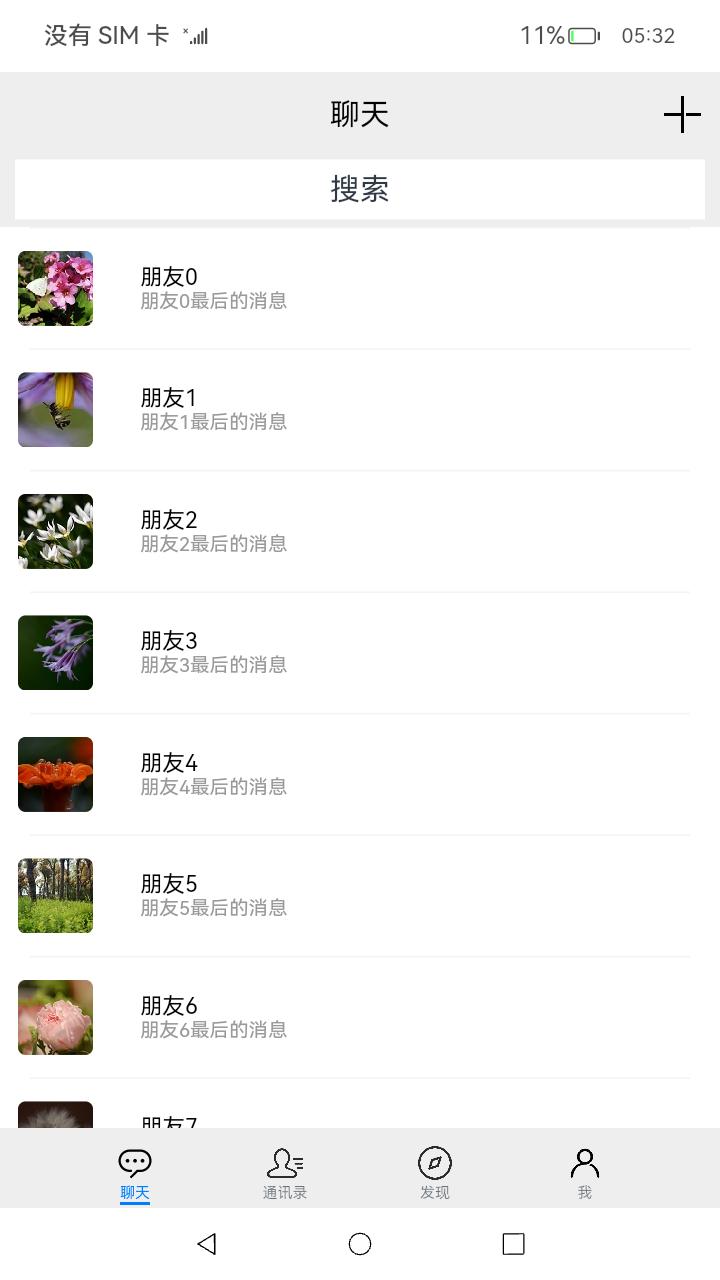 没有 SIM 卡
11%
05:32
聊天
搜索
朋友0
朋友0最后的消息
朋友1
朋友1最后的消息
朋友2
朋友2最后的消息
朋友3
朋友3最后的消息
朋友4
朋友4最后的消息
朋友5
朋友5最后的消息
朋友6
朋友6最后的消息
朋友7
聊天
通讯录
发现
我